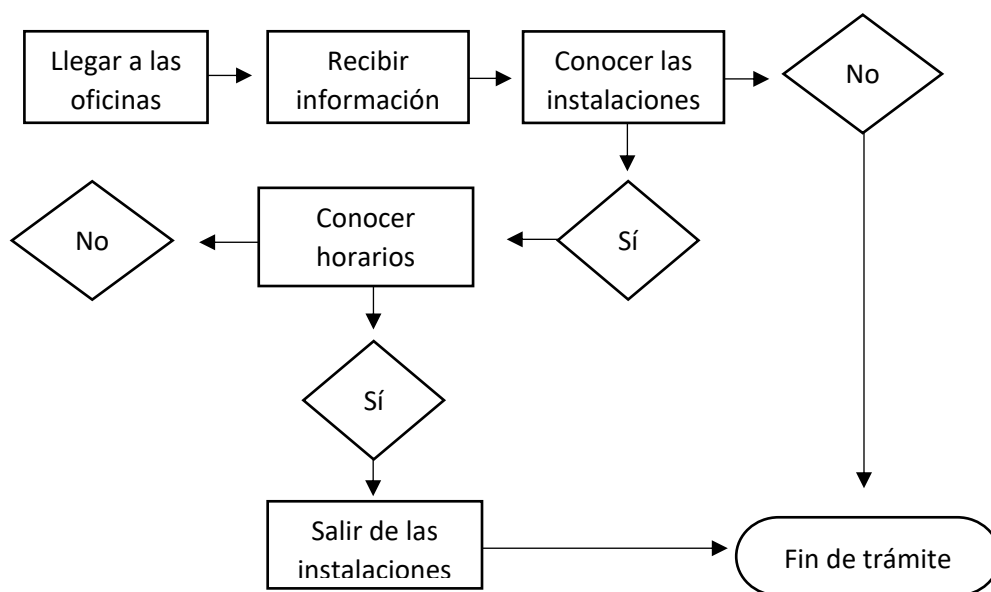 Llegar a las
oficinas
Recibir
información
Conocer las
instalaciones
No
No
Conocer
horarios
Sí
Sí
Salir de las
instalaciones
Fin de trámite